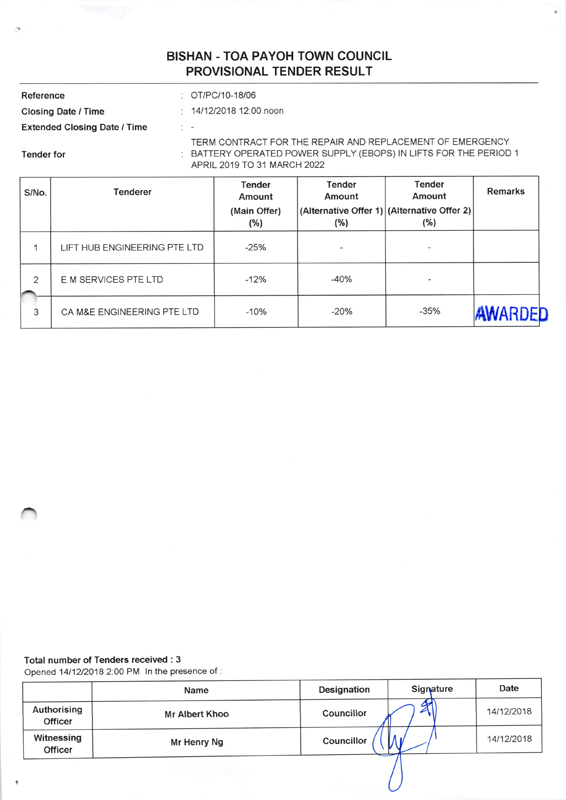 BISHAN - TOA PAYOH TOWN COUNCIL
PROVISIONAL TENDER RESULT
Reference : OT/PC/10-18/06
Closing Date / Time : 14/12/2018 12:00 noon
Extended Closing Date / Time : -
Tender for : TERM CONTRACT FOR THE REPAIR AND REPLACEMENT OF EMERGENCY
BATTERY OPERATED POWER SUPPLY (EBOPS) IN LIFTS FOR THE PERIOD 1
APRIL 2019 TO 31 MARCH 2022
S/No. Tenderer Tender Amount (Main Offer) (%) Tender Amount (Alternative Offer 1) (%) Tender Amount (Alternative Offer 2) (%) Remarks
1 LIFT HUB ENGINEERING PTE LTD -25% - -
2 E M SERVICES PTE LTD -12% -40% -
3 CA M&E ENGINEERING PTE LTD -10% -20% -35% AWARDED
Total number of Tenders received : 3
Opened 14/12/2018 2:00 PM In the presence of :
Name Designation Signature Date
Authorising Officer Mr Albert Khoo Councillor 14/12/2018
Witnessing Officer Mr Henry Ng Councillor 14/12/2018